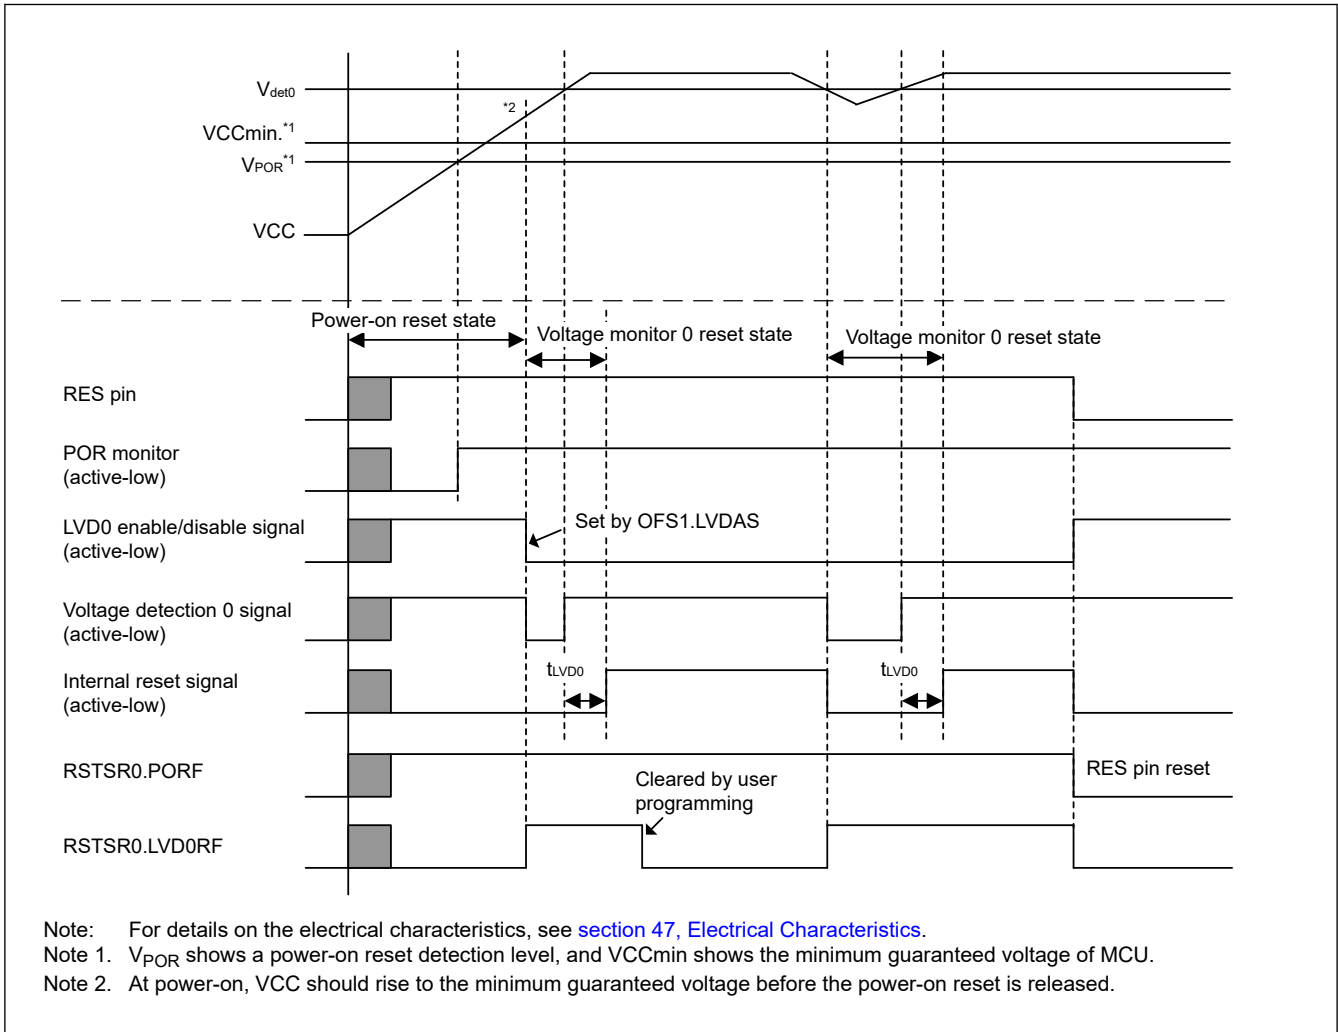 Vdet0
*2
VCCmin.*1
VPOR*1
VCC
Power-on reset state
Voltage monitor 0 reset state
Voltage monitor 0 reset state
RES pin
POR monitor
(active-low)
LVD0 enable/disable signal
(active-low)
Set by OFS1.LVDAS
Voltage detection 0 signal
(active-low)
Internal reset signal
(active-low)
tLVD0
tLVD0
RSTSR0.PORF
RES pin reset
Cleared by user
programming
RSTSR0.LVD0RF
Note: For details on the electrical characteristics, see section 47, Electrical Characteristics.
Note 1. VPOR shows a power-on reset detection level, and VCCmin shows the minimum guaranteed voltage of MCU.
Note 2. At power-on, VCC should rise to the minimum guaranteed voltage before the power-on reset is released.